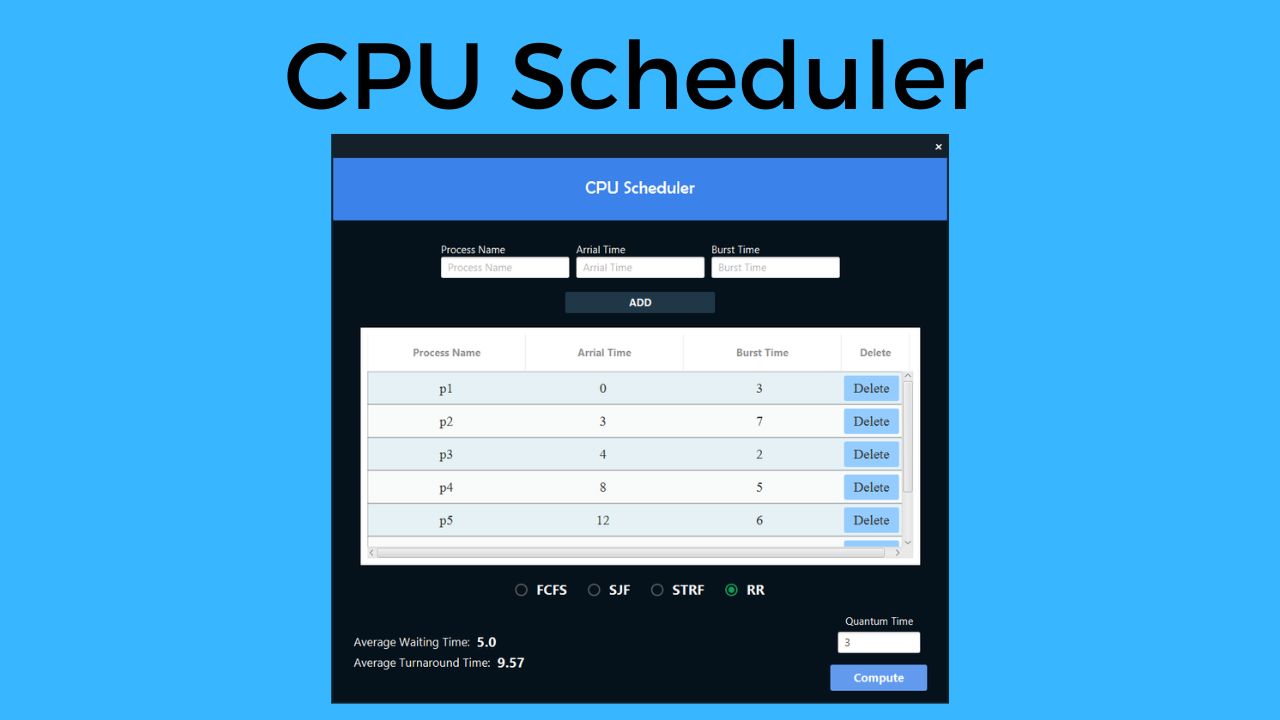 CPU Scheduler
×
CPU Scheduler
Process Name Arrial Time Burst Time
Process Name Arrial Time Burst Time
ADD
Process Name Arrial Time Burst Time Delete
p1 0 3 Delete
p2 3 7 Delete
p3 4 2 Delete
p4 8 5 Delete
p5 12 6 Delete
FCFS SJF STRF RR
Quantum Time
Average Waiting Time: 5.0 3
Average Turnaround Time: 9.57
Compute